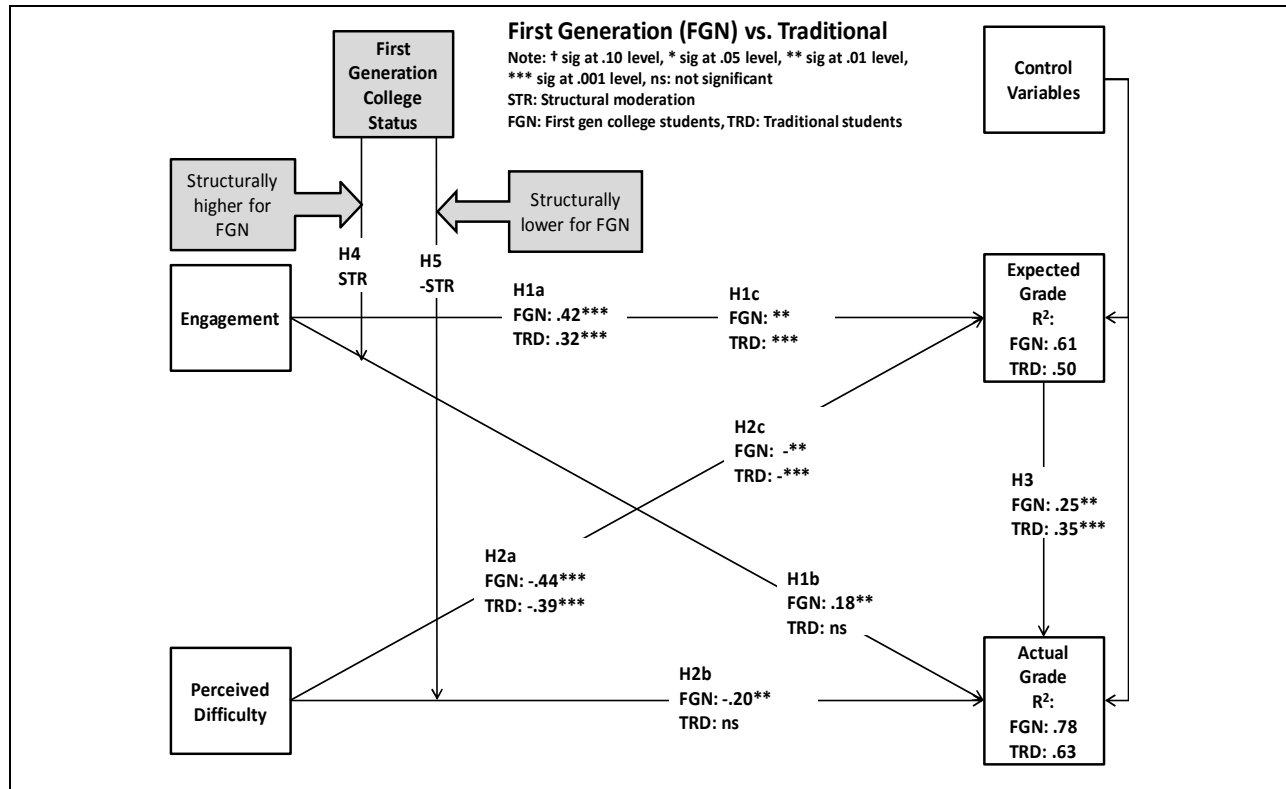 First
Generation
College
Status
First Generation (FGN) vs. Traditional
Note: † sig at .10 level, * sig at .05 level, ** sig at .01 level,
*** sig at .001 level, ns: not significant
STR: Structural moderation
FGN: First gen college students, TRD: Traditional students
Control
Variables
Structurally
higher for
FGN
Structurally
lower for FGN
H4
STR
H5
-STR
Engagement
H1a
FGN: .42***
TRD: .32***
H1c
FGN: **
TRD: ***
Expected
Grade
R²:
FGN: .61
TRD: .50
H2c
FGN: -**
TRD: -***
H3
FGN: .25**
TRD: .35***
H2a
FGN: -.44***
TRD: -.39***
H1b
FGN: .18**
TRD: ns
Perceived
Difficulty
H2b
FGN: -.20**
TRD: ns
Actual
Grade
R²:
FGN: .78
TRD: .63